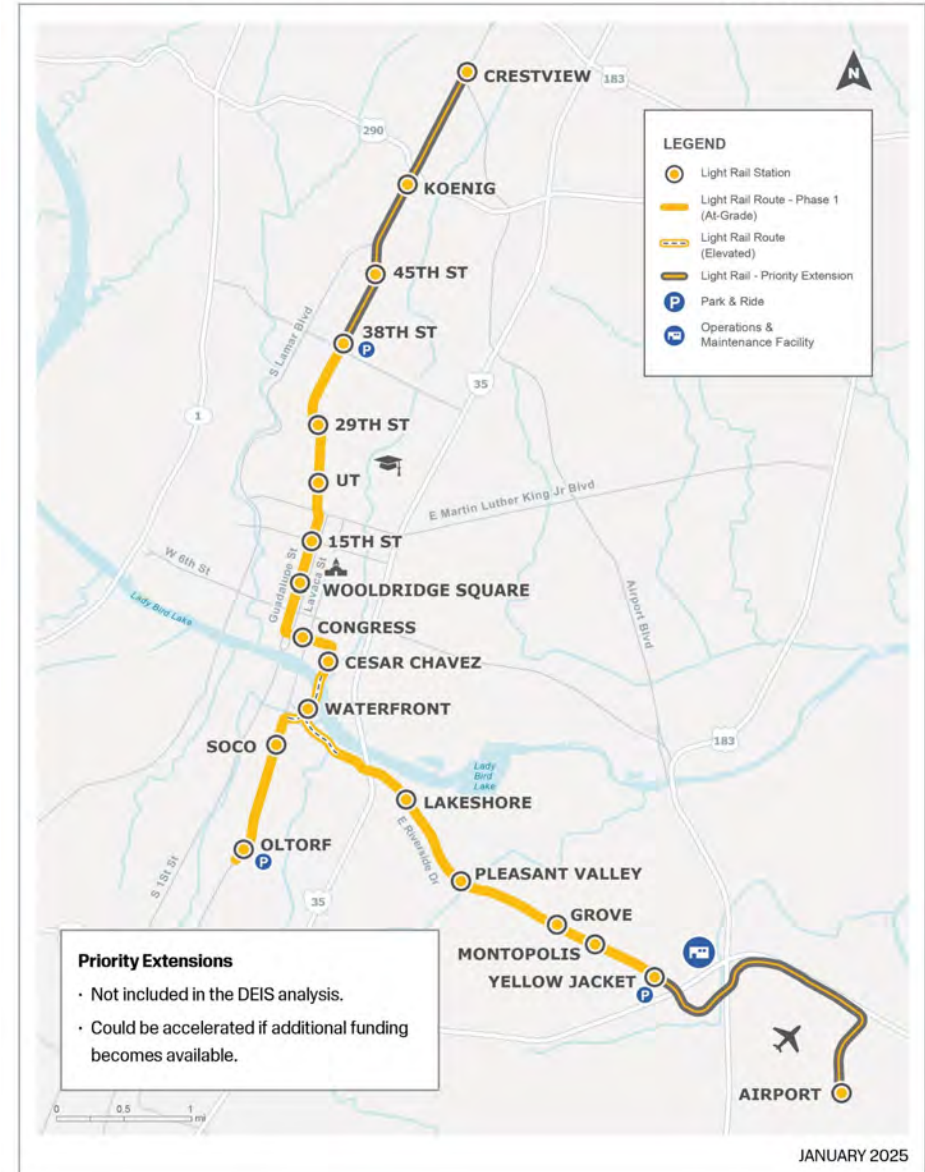 CRESTVIEW
183
N
290
LEGEND
Light Rail Station
KOENIG
Light Rail Route - Phase 1
(At-Grade)
Light Rail Route
(Elevated)
45TH ST
Light Rail - Priority Extension
P
Park & Ride
S Lamar Blvd
38TH ST
P
Operations &
Maintenance Facility
35
1
29TH ST
UT
E Martin Luther King Jr Blvd
15TH ST
W 6th St
Guadalupe St
Lavaca St
WOOLDRIDGE SQUARE
Airport Blvd
Lady Bird Lake
CONGRESS
CESAR CHAVEZ
WATERFRONT
SOCO
183
Lady
Bird
Lake
LAKESHORE
OLTORF
P
E Riverside Dr
S 1St St
PLEASANT VALLEY
35
GROVE
MONTOPOLIS
YELLOW JACKET
P
Priority Extensions
· Not included in the DEIS analysis.
· Could be accelerated if additional funding
becomes available.
AIRPORT
0 0.5 1
mi
JANUARY 2025